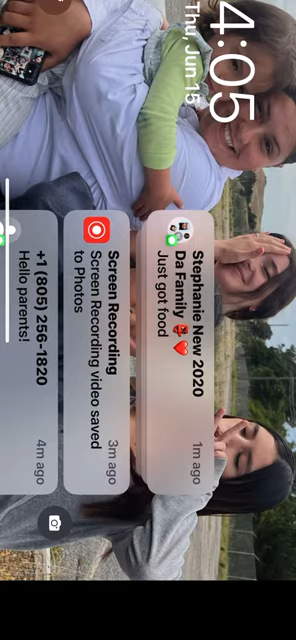 Thu, Jun 15
4:05
Stephanie New 2020
1m ago
Da Family
Just got food
Screen Recording
3m ago
Screen Recording video saved
to Photos
+1 (805) 256-1820
4m ago
Hello parents!